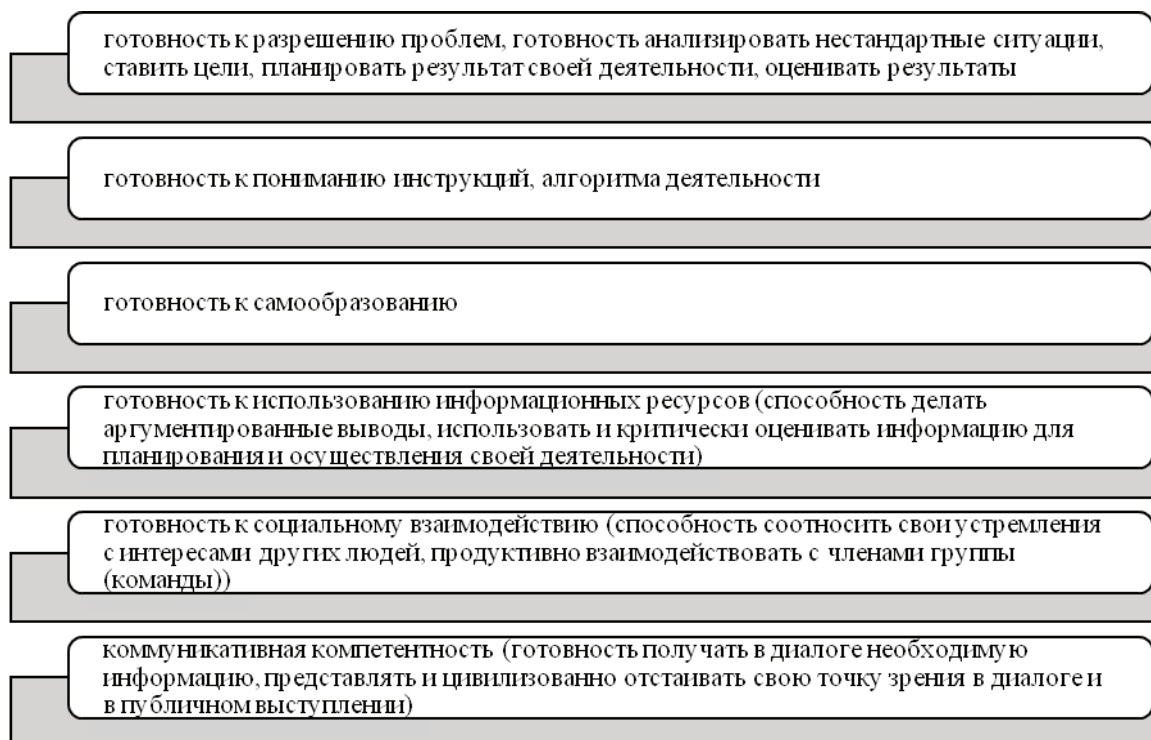 готовность к разрешению проблем, готовность анализировать нестандартные ситуации,
ставить цели, планировать результат своей деятельности, оценивать результаты
готовность к пониманию инструкций, алгоритма деятельности
готовность к самообразованию
готовность к использованию информационных ресурсов (способность делать
аргументированные выводы, использовать и критически оценивать информацию для
планирования и осуществления своей деятельности)
готовность к социальному взаимодействию (способность соотносить свои устремления
с интересами других людей, продуктивно взаимодействовать с членами группы
(команды))
коммуникативная компетентность (готовность получать в диалоге необходимую
информацию, представлять и цивилизованно отстаивать свою точку зрения в диалоге и
в публичном выступлении)